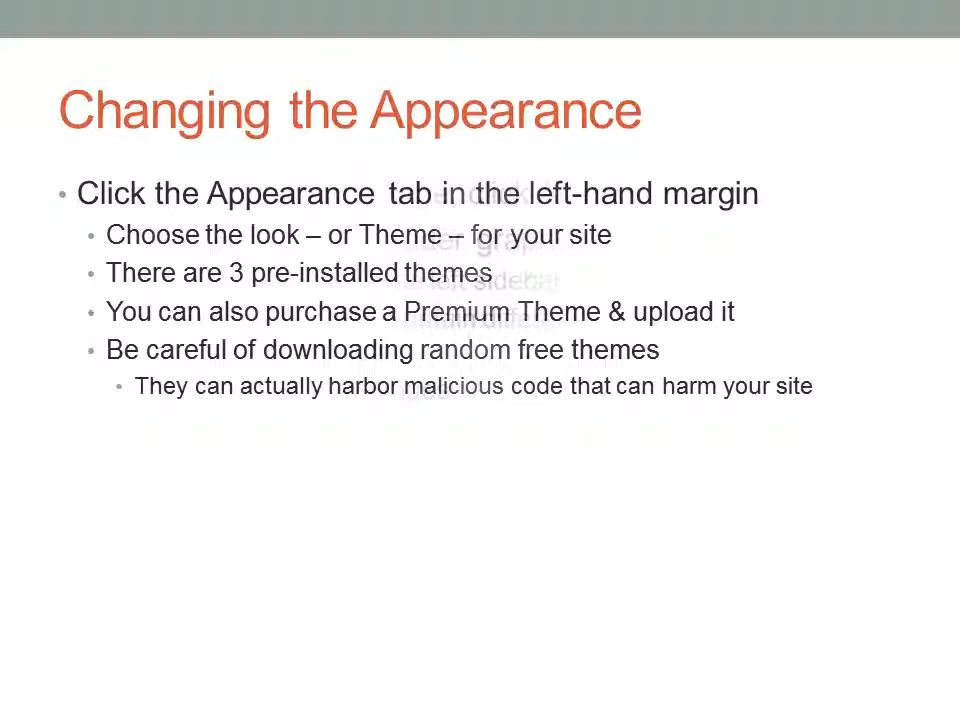 Changing the Appearance
• Click the Appearance tab in the left-hand margin
• Choose the look – or Theme – for your site
• There are 3 pre-installed themes
• You can also purchase a Premium Theme & upload it
• Be careful of downloading random free themes
• They can actually harbor malicious code that can harm your site